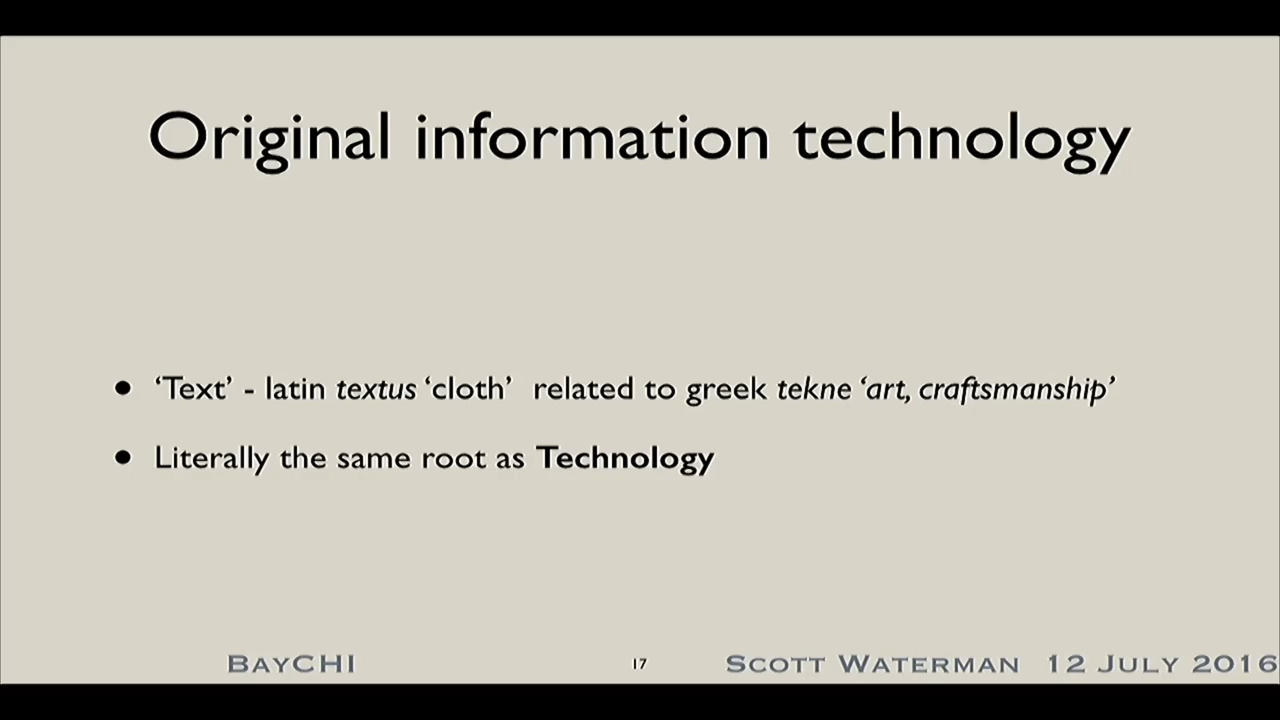 Original information technology
• ‘Text’ - latin textus ‘cloth’ related to greek tekne ‘art, craftsmanship’
• Literally the same root as Technology
BayCHI 17 Scott Waterman 12 July 2016